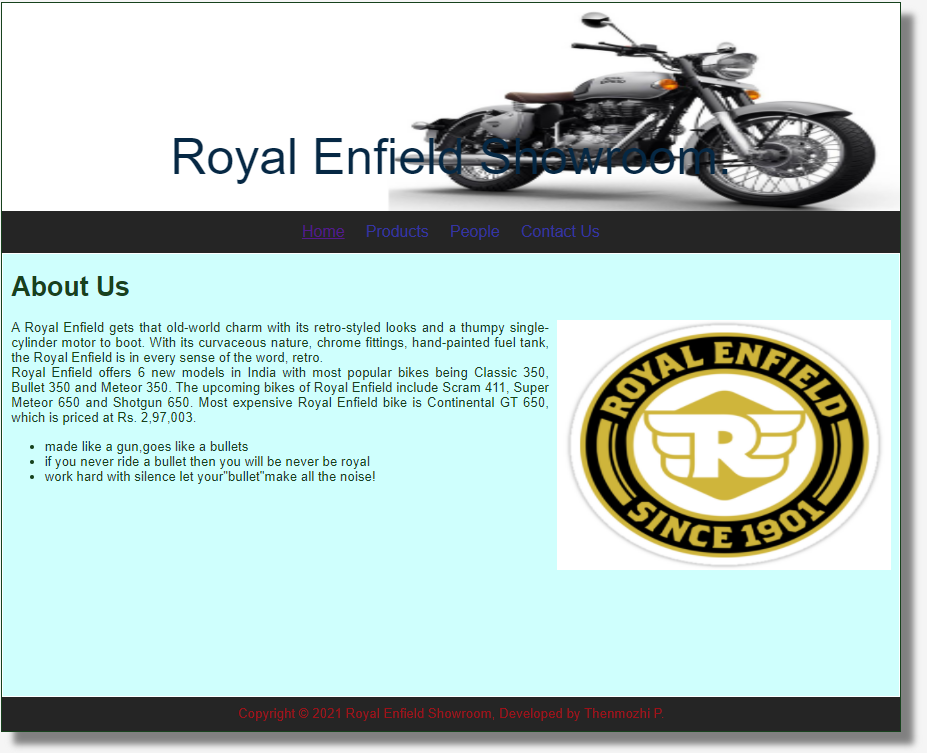 Royal Enfield Showroom.
Home Products People Contact Us
About Us
A Royal Enfield gets that old-world charm with its retro-styled looks and a thumpy single-
cylinder motor to boot. With its curvaceous nature, chrome fittings, hand-painted fuel tank,
the Royal Enfield is in every sense of the word, retro.
Royal Enfield offers 6 new models in India with most popular bikes being Classic 350,
Bullet 350 and Meteor 350. The upcoming bikes of Royal Enfield include Scram 411, Super
Meteor 650 and Shotgun 650. Most expensive Royal Enfield bike is Continental GT 650,
which is priced at Rs. 2,97,003.
• made like a gun,goes like a bullets
• if you never ride a bullet then you will be never be royal
• work hard with silence let your"bullet"make all the noise!
ROYAL ENFIELD
R
SINCE 1901
Copyright © 2021 Royal Enfield Showroom, Developed by Thenmozhi P.